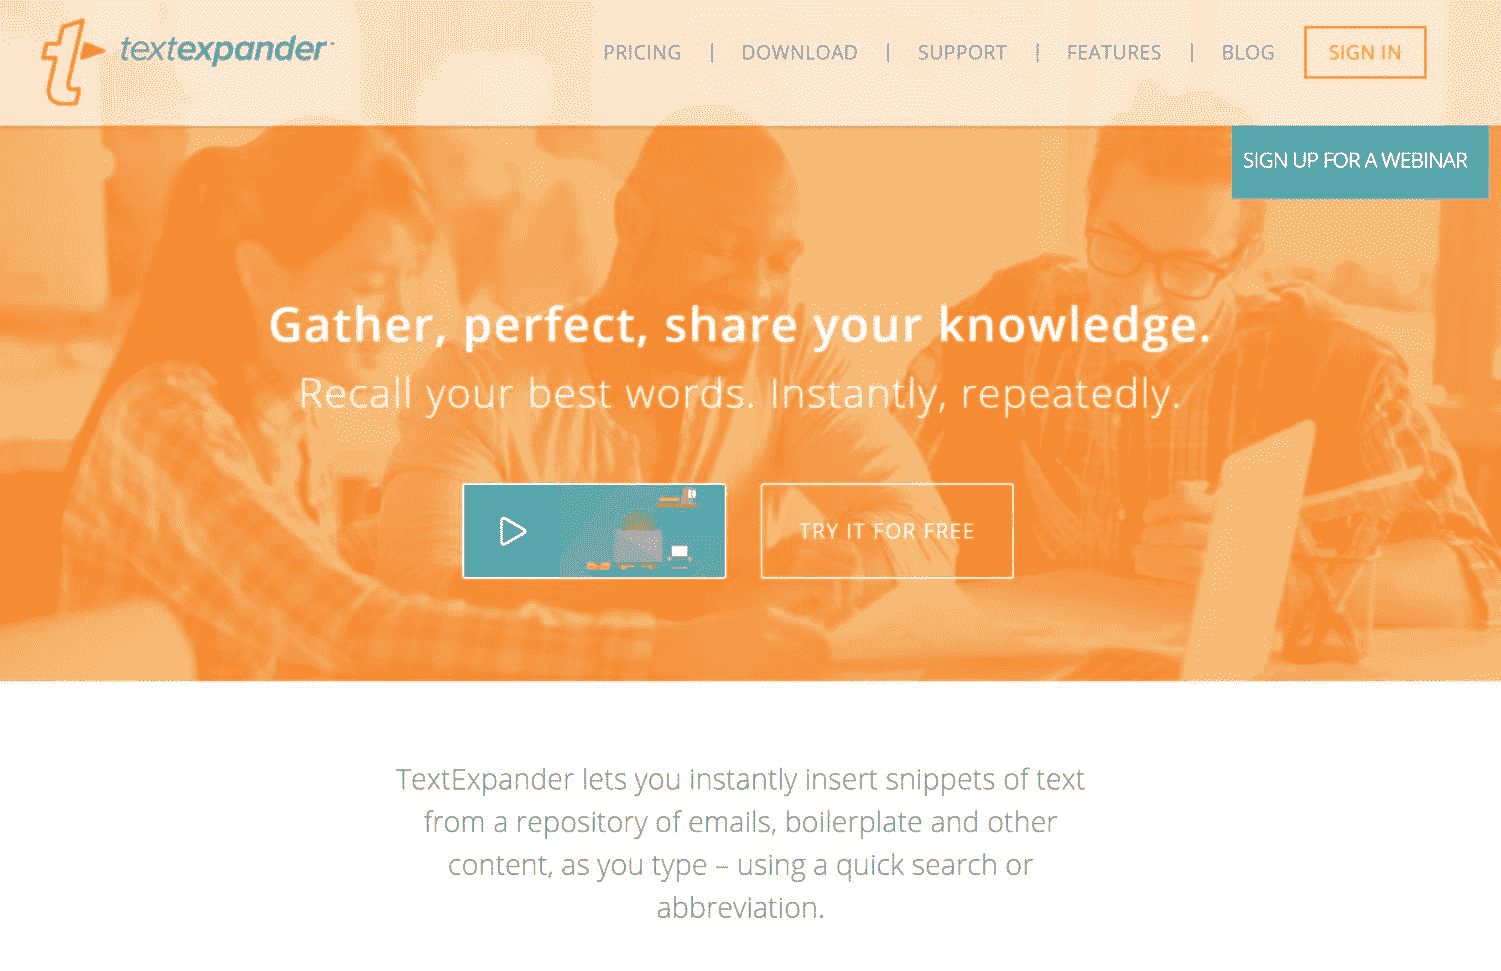 textexpander
PRICING | DOWNLOAD | SUPPORT | FEATURES | BLOG SIGN IN
SIGN UP FOR A WEBINAR
Gather, perfect, share your knowledge.
Recall your best words. Instantly, repeatedly.
TRY IT FOR FREE
TextExpander lets you instantly insert snippets of text
from a repository of emails, boilerplate and other
content, as you type – using a quick search or
abbreviation.